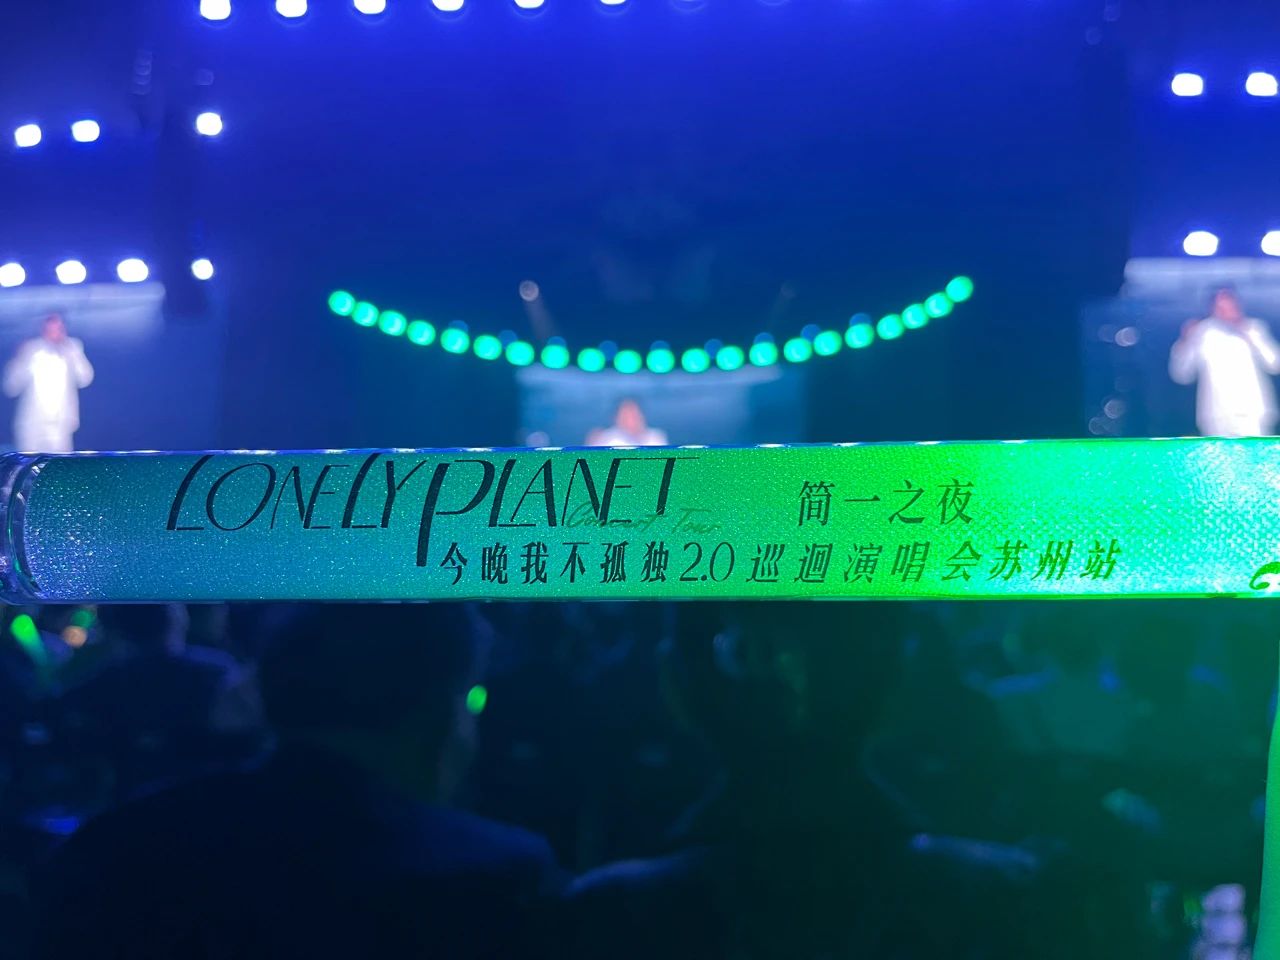 LONELY PLANET
Concert Tour
简一之夜
今晚我不孤独2.0巡迴演唱会苏州站